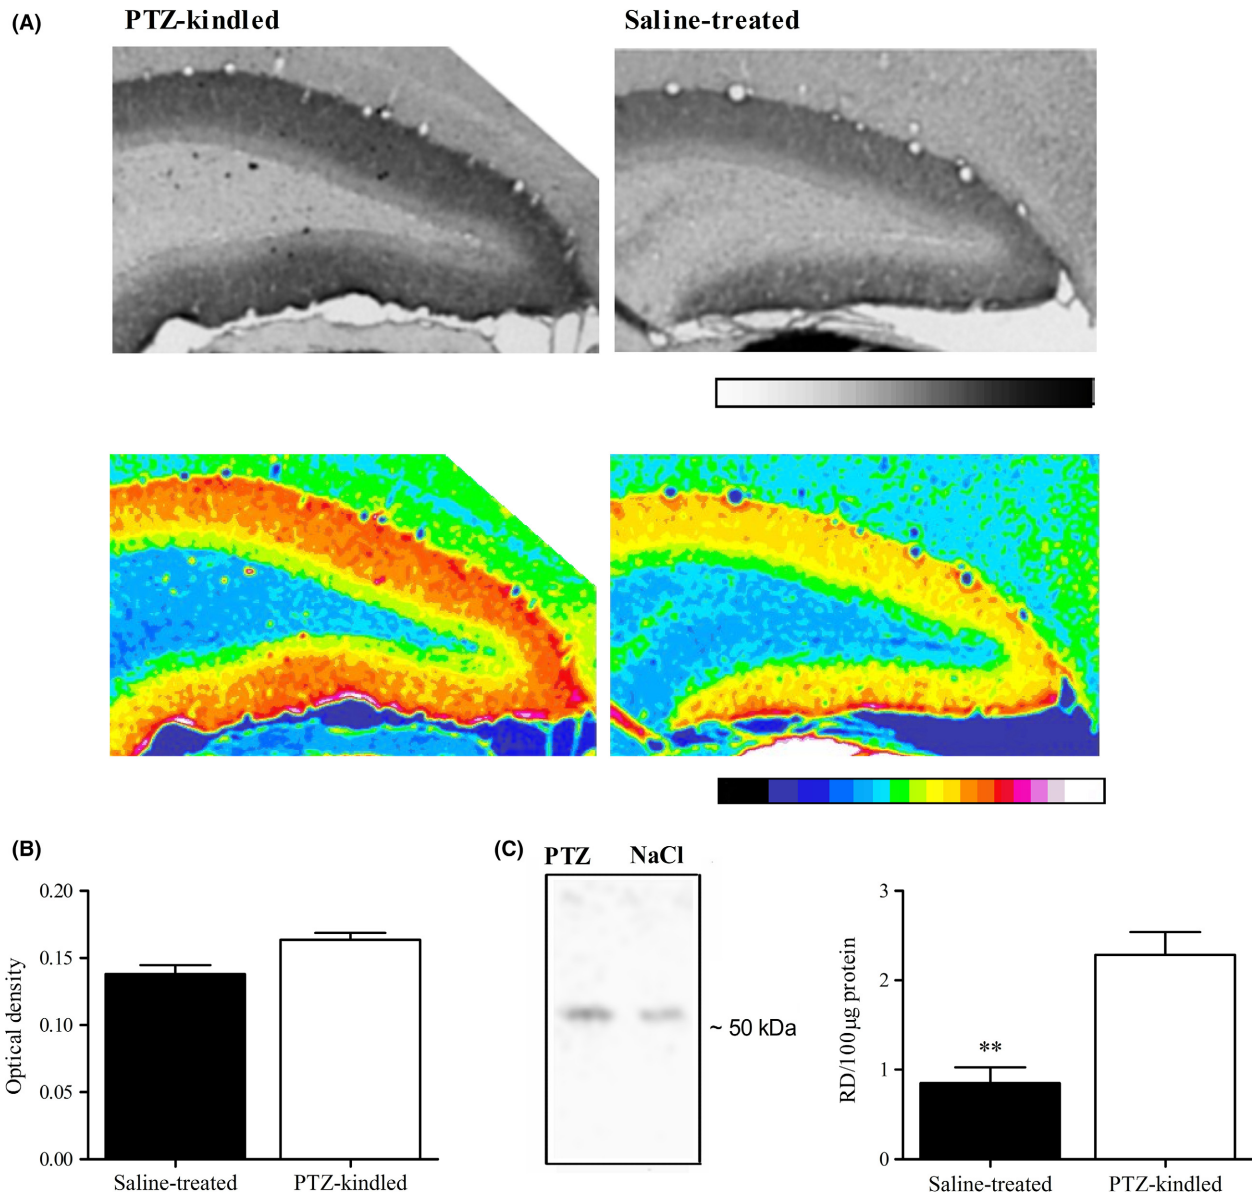 (A)
PTZ-kindled
Saline-treated
(B)
Optical density
0.20
0.15
0.10
0.05
0.00
Saline-treated
PTZ-kindled
(C)
PTZ
NaCl
~ 50 kDa
RD/100µg protein
3
2
1
0
**
Saline-treated
PTZ-kindled